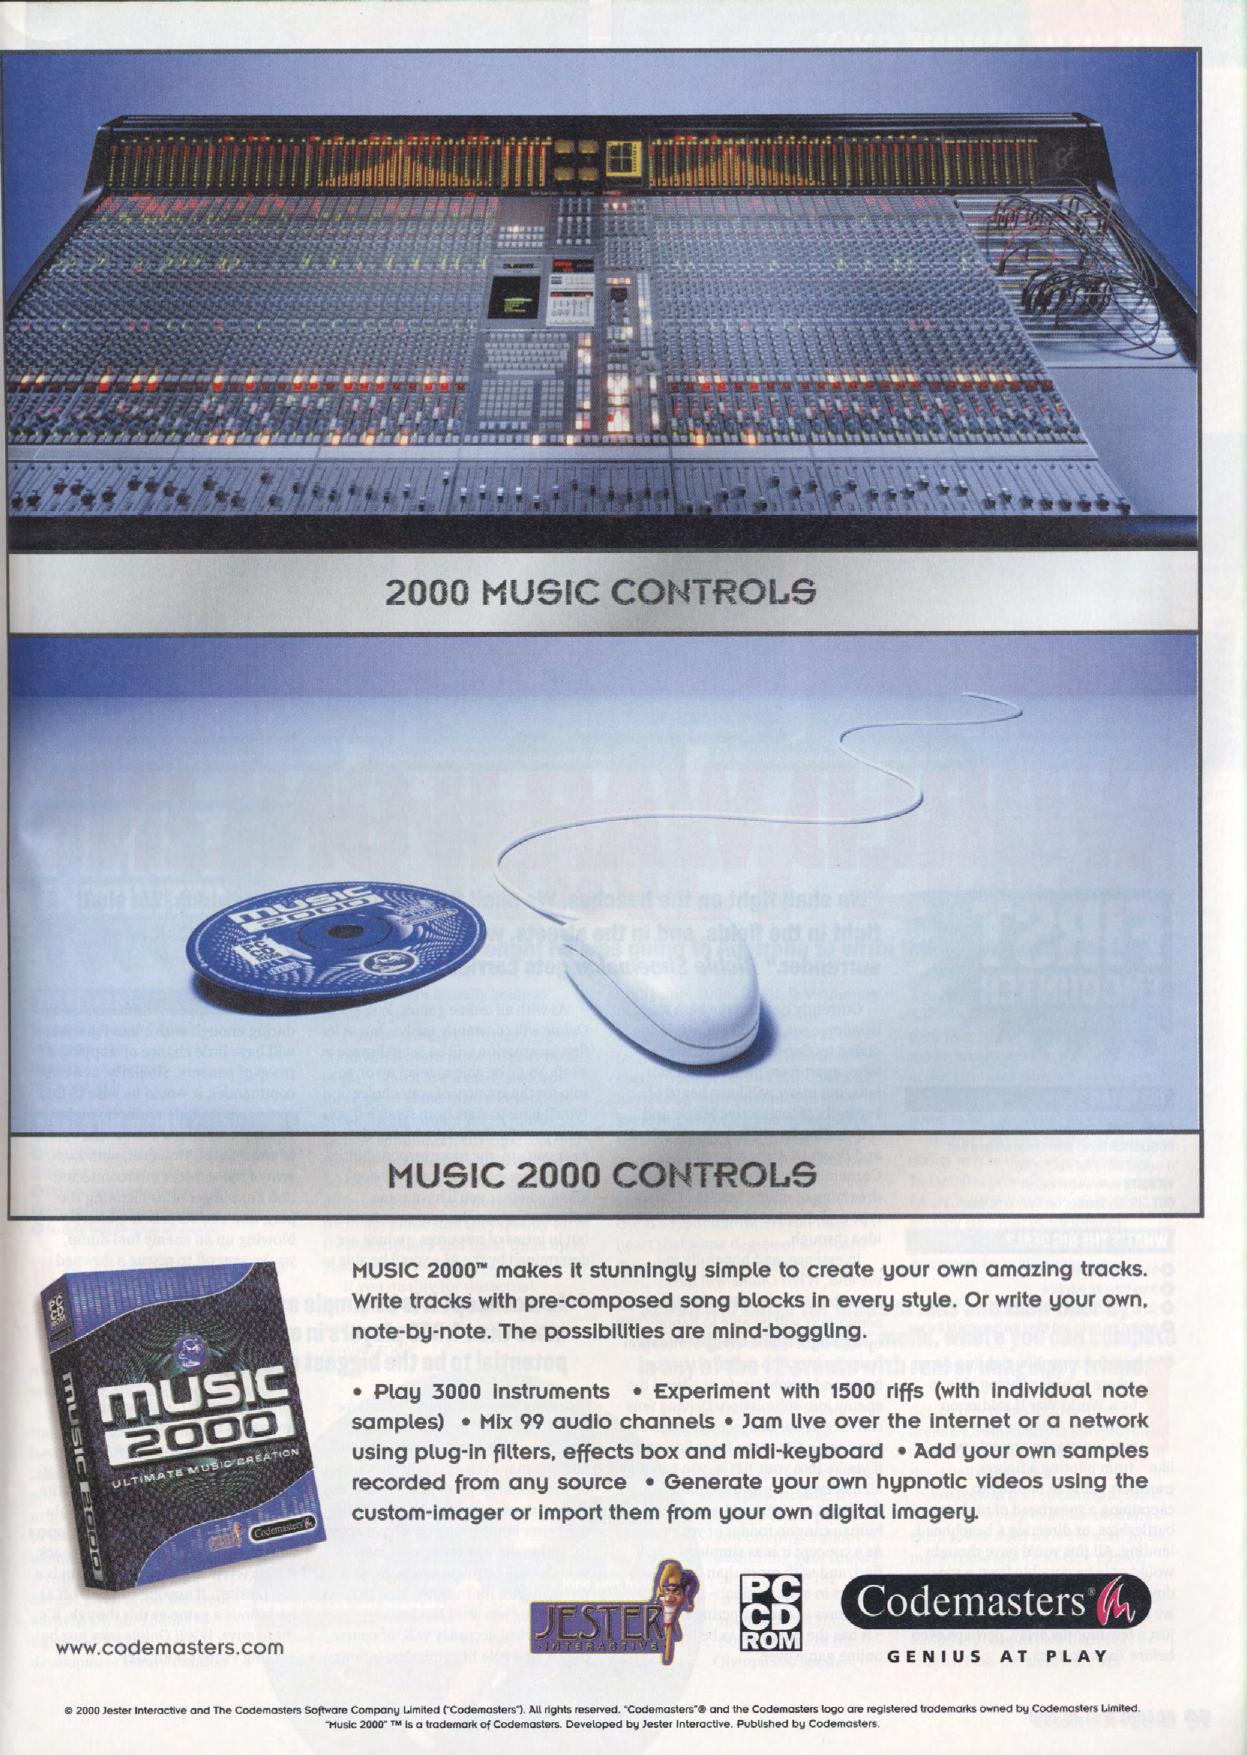 2000 MUSIC CONTROLS
MUSIC 2000
MUSIC 2000 CONTROLS
PC CD ROM
MUSIC 2000
MUSIC
2000
ULTIMATE MUSIC CREATION
Codemasters
MUSIC 2000™ makes it stunningly simple to create your own amazing tracks.
Write tracks with pre-composed song blocks in every style. Or write your own,
note-by-note. The possibilities are mind-boggling.
• Play 3000 instruments • Experiment with 1500 riffs (with individual note
samples) • Mix 99 audio channels • Jam live over the internet or a network
using plug-in filters, effects box and midi-keyboard • Add your own samples
recorded from any source • Generate your own hypnotic videos using the
custom-imager or import them from your own digital imagery.
www.codemasters.com
JESTER
INTERACTIVE
PC
CD
ROM
Codemasters®
GENIUS AT PLAY
© 2000 Jester Interactive and The Codemasters Software Company Limited ("Codemasters"). All rights reserved. "Codemasters"® and the Codemasters logo are registered trademarks owned by Codemasters Limited.
"Music 2000" ™ is a trademark of Codemasters. Developed by Jester Interactive. Published by Codemasters.